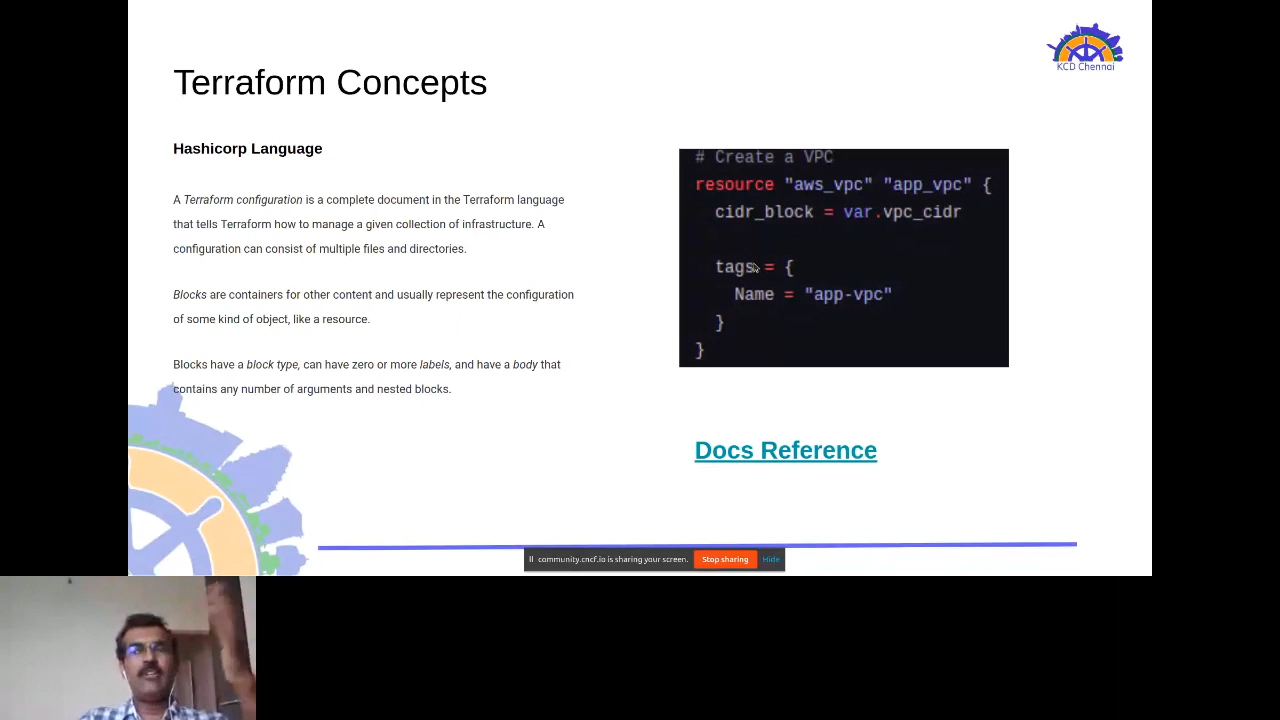 KCD Chennai
Terraform Concepts
Hashicorp Language
A Terraform configuration is a complete document in the Terraform language
that tells Terraform how to manage a given collection of infrastructure. A
configuration can consist of multiple files and directories.
Blocks are containers for other content and usually represent the configuration
of some kind of object, like a resource.
Blocks have a block type, can have zero or more labels, and have a body that
contains any number of arguments and nested blocks.
# Create a VPC
resource "aws_vpc" "app_vpc" {
cidr_block = var.vpc_cidr
tags = {
Name = "app-vpc"
}
}
Docs Reference
community.cncf.io is sharing your screen. Stop sharing Hide